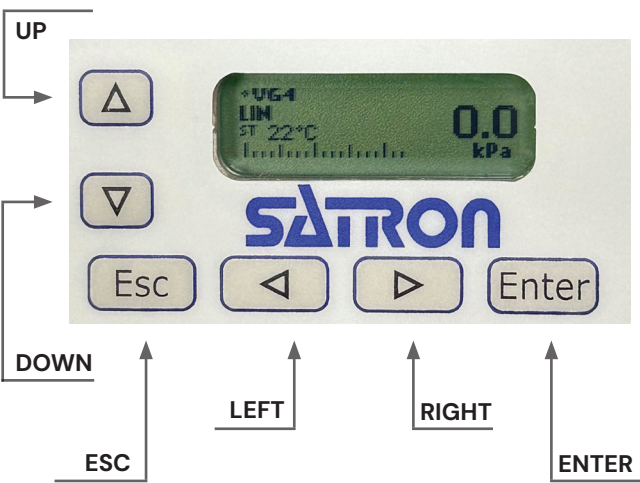 UP
*VG4
LIN
ST 22°C
0.0
kPa
SATRON
Esc
Enter
DOWN
LEFT
RIGHT
ESC
ENTER